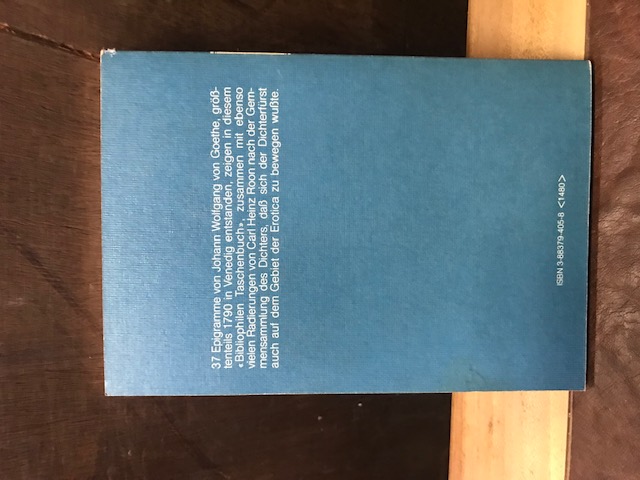 37 Epigramme von Johann Wolfgang von Goethe, größ-
tenteils 1790 in Venedig entstanden, zeigen in diesem
«Bibliophilen Taschenbuch», zusammen mit ebenso
vielen Radierungen von Carl Heinz Roon nach der Gem-
mensammlung des Dichters, daß sich der Dichterfürst
auch auf dem Gebiet der Erotica zu bewegen wußte.
ISBN 3-88379-405-8 <1480>